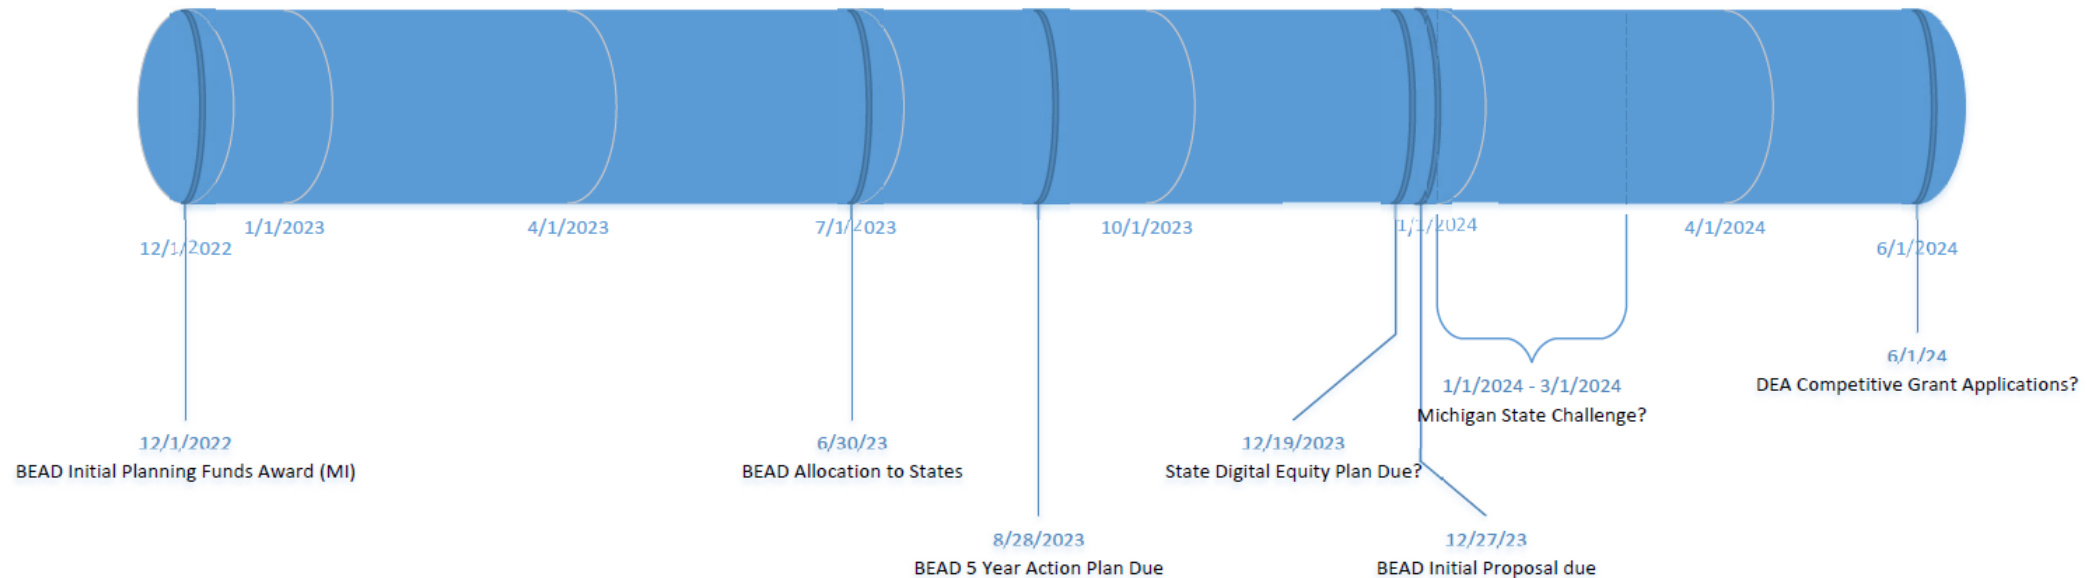 1/1/2023
4/1/2023
7/1/2023
10/1/2023
1/1/2024
4/1/2024
12/1/2022
6/1/2024
6/1/24
DEA Competitive Grant Applications?
1/1/2024 - 3/1/2024
Michigan State Challenge?
12/1/2022
BEAD Initial Planning Funds Award (MI)
6/30/23
BEAD Allocation to States
12/19/2023
State Digital Equity Plan Due?
8/28/2023
BEAD 5 Year Action Plan Due
12/27/23
BEAD Initial Proposal due